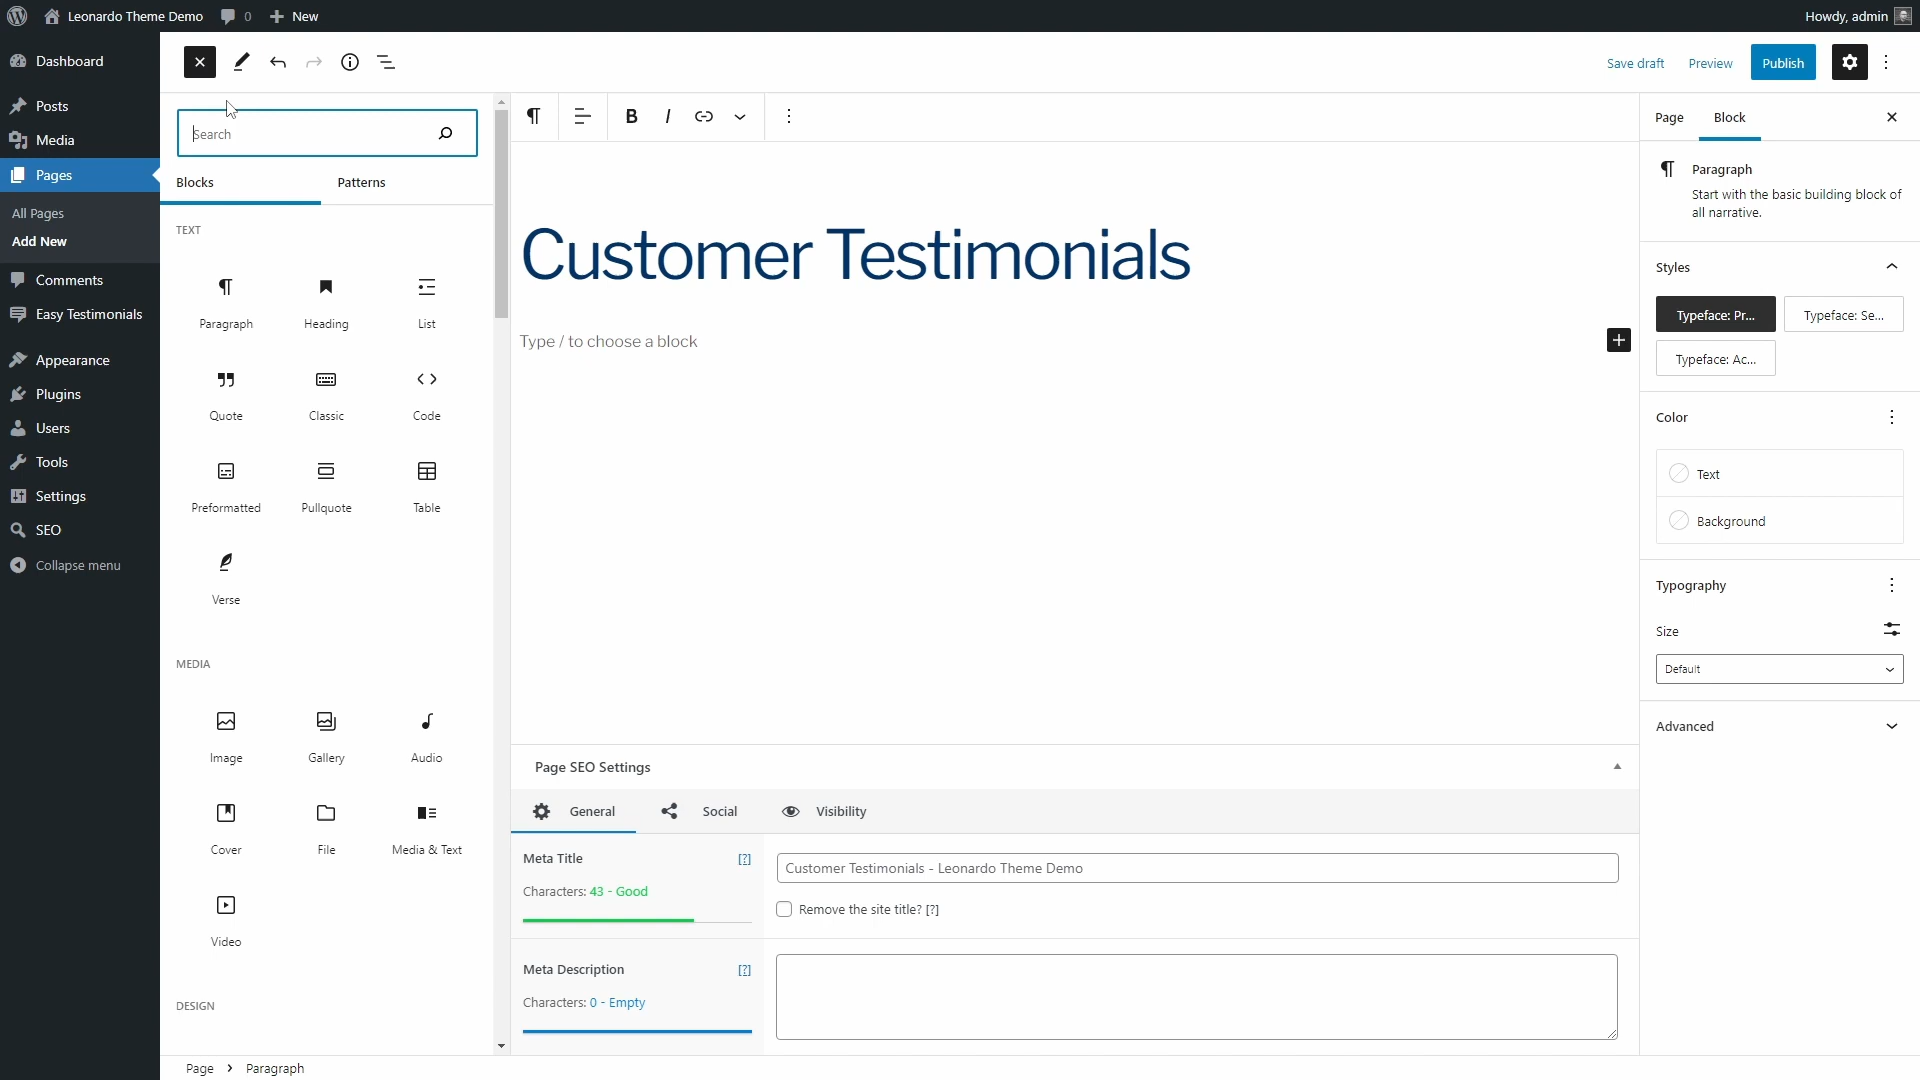 Leonardo Theme Demo 0 New Howdy, admin
Dashboard
Posts
Media
Pages
All Pages
Add New
Comments
Easy Testimonials
Appearance
Plugins
Users
Tools
Settings
SEO
Collapse menu
Save draft Preview Publish
Search
Blocks Patterns
TEXT
Paragraph Heading List
Quote Classic Code
Preformatted Pullquote Table
Verse
MEDIA
Image Gallery Audio
Cover File Media & Text
Video
DESIGN
B I
Customer Testimonials
Type / to choose a block
Page SEO Settings
General Social Visibility
Meta Title [?]
Characters: 43 - Good
Customer Testimonials - Leonardo Theme Demo
Remove the site title? [?]
Meta Description [?]
Characters: 0 - Empty
Page Block
Paragraph
Start with the basic building block of
all narrative.
Styles
Typeface: Pr... Typeface: Se...
Typeface: Ac...
Color
Text
Background
Typography
Size
Default
Advanced
Page › Paragraph